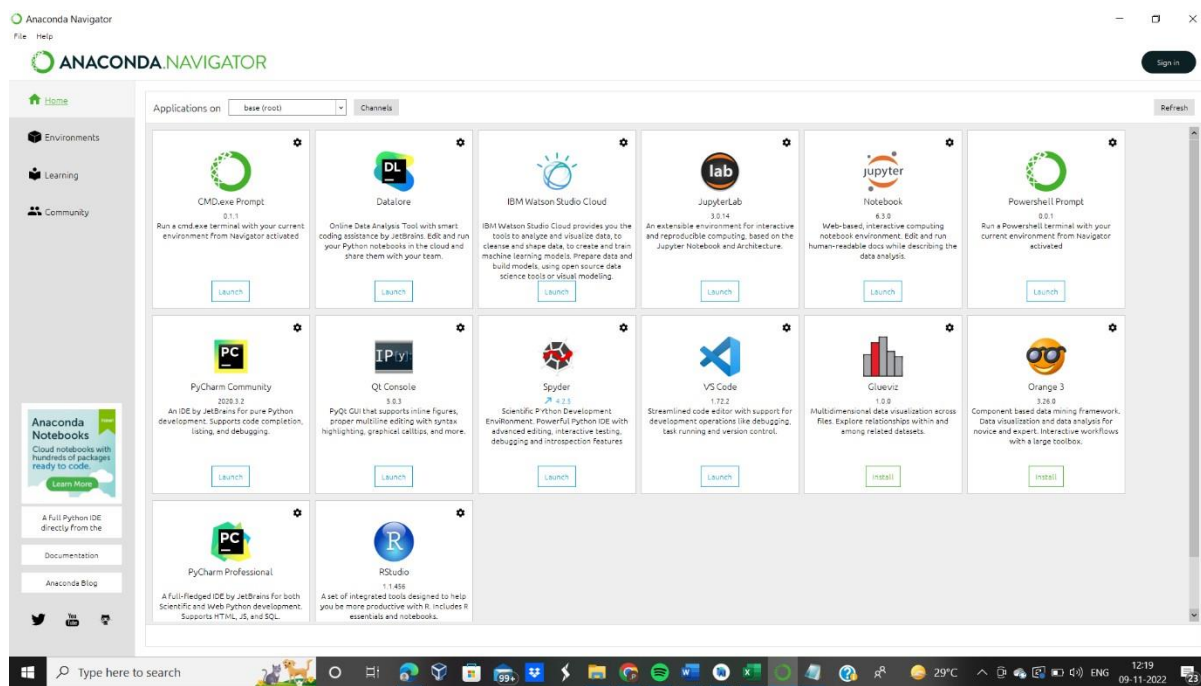 Anaconda Navigator
File Help
ANACONDA.NAVIGATOR
Sign in
Home
Environments
Learning
Community
Applications on
base (root)
Channels
Refresh
CMD.exe Prompt
0.1.1
Run a cmd.exe terminal with your current
environment from Navigator activated
Launch
DL
Datalore
Online Data Analysis Tool with smart
coding assistance by JetBrains. Edit and run
your Python notebooks in the cloud and
share them with your team.
Launch
IBM Watson Studio Cloud
IBM Watson Studio Cloud provides you the
tools to analyze and visualize data, to
cleanse and shape data, to create and train
machine learning models. Prepare data and
build models, using open source data
science tools or visual modeling.
Launch
lab
JupyterLab
3.0.14
An extensible environment for interactive
and reproducible computing, based on the
Jupyter Notebook and Architecture.
Launch
jupyter
Notebook
6.3.0
Web-based, interactive computing
notebook environment. Edit and run
human-readable docs while describing the
data analysis.
Launch
Powershell Prompt
0.0.1
Run a Powershell terminal with your
current environment from Navigator
activated
Launch
PC
PyCharm Community
2020.3.2
An IDE by JetBrains for pure Python
development. Supports code completion,
listing, and debugging.
Launch
IP[y]:
Qt Console
5.0.3
PyQt GUI that supports inline figures,
proper multiline editing with syntax
highlighting, graphical calltips, and more.
Launch
Spyder
4.2.5
Scientific PYthon Development
EnviRonment. Powerful Python IDE with
advanced editing, interactive testing,
debugging and introspection features
Launch
VS Code
1.72.2
Streamlined code editor with support for
development operations like debugging,
task running and version control.
Launch
Glueviz
1.0.0
Multidimensional data visualization across
files. Explore relationships within and
among related datasets.
Install
Orange 3
3.26.0
Component based data mining framework.
Data visualization and data analysis for
novice and expert. Interactive workflows
with a large toolbox.
Install
PC
PyCharm Professional
A full-fledged IDE by JetBrains for both
Scientific and Web Python development.
Supports HTML, JS, and SQL.
R
RStudio
1.1.456
A set of integrated tools designed to help
you be more productive with R. Includes R
essentials and notebooks.
Anaconda
Notebooks
Cloud notebooks with
hundreds of packages
ready to code.
Learn More
A Full Python IDE
directly from the
Documentation
Anaconda Blog
You
Tube
Type here to search
99+
29°C
ENG
12:19
09-11-2022
23